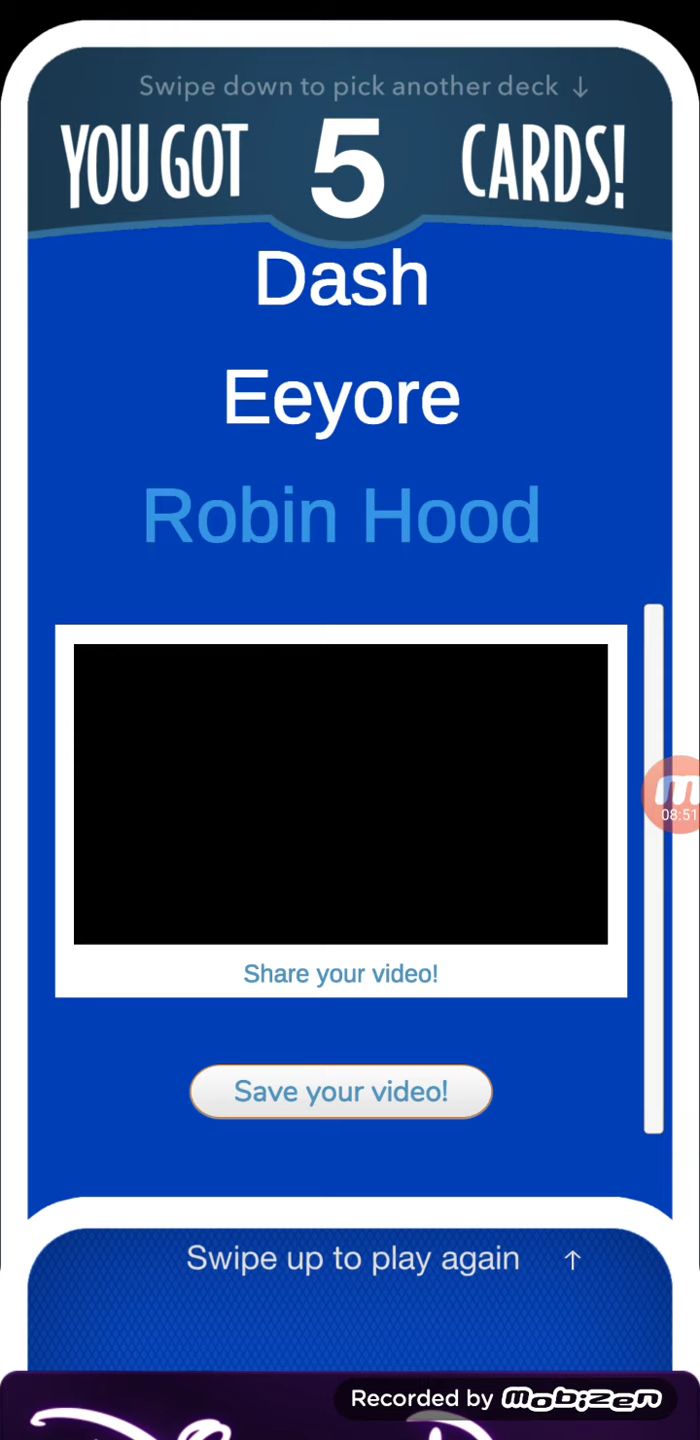 Swipe down to pick another deck ↓
YOU GOT 5 CARDS!
Dash
Eeyore
Robin Hood
08:51
Share your video!
Save your video!
Swipe up to play again ↑
Recorded by mobizen